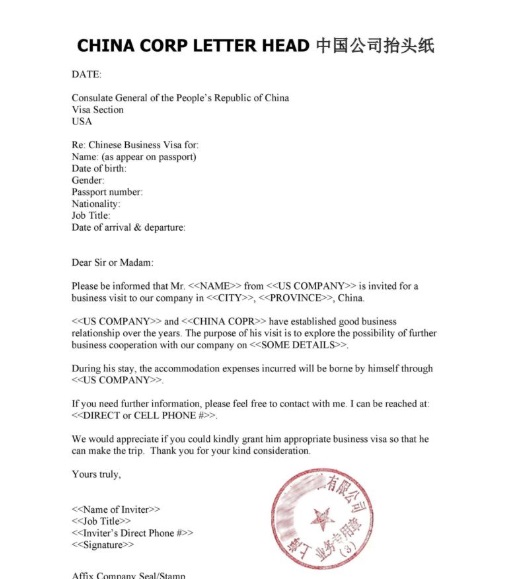 CHINA CORP LETTER HEAD 中国公司抬头纸
DATE:
Consulate General of the People's Republic of China
Visa Section
USA
Re: Chinese Business Visa for:
Name: (as appear on passport)
Date of birth:
Gender:
Passport number:
Nationality:
Job Title:
Date of arrival & departure:
Dear Sir or Madam:
Please be informed that Mr. <<NAME>> from <<US COMPANY>> is invited for a
business visit to our company in <<CITY>>, <<PROVINCE>>, China.
<<US COMPANY>> and <<CHINA COPR>> have established good business
relationship over the years. The purpose of his visit is to explore the possibility of further
business cooperation with our company on <<SOME DETAILS>>.
During his stay, the accommodation expenses incurred will be borne by himself through
<<US COMPANY>>.
If you need further information, please feel free to contact with me. I can be reached at:
<<DIRECT or CELL PHONE #>>.
We would appreciate if you could kindly grant him appropriate business visa so that he
can make the trip. Thank you for your kind consideration.
Yours truly,
<<Name of Inviter>>
<<Job Title>>
<<Inviter's Direct Phone #>>
<<Signature>>
Affix Company Seal/Stamp
上海
有限公司
业务专用章
(3)